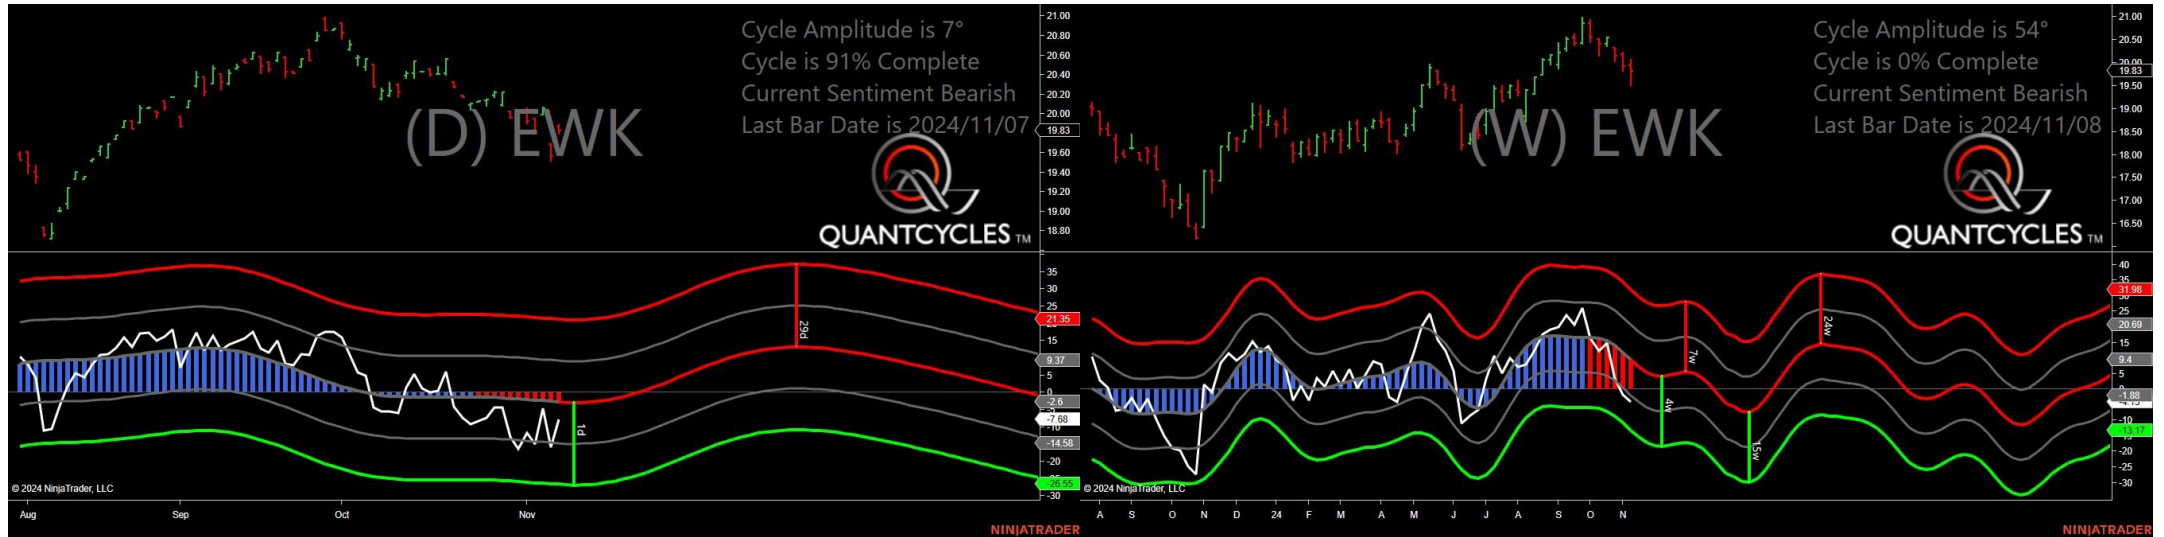 Cycle Amplitude is 7°
Cycle is 91% Complete
Current Sentiment Bearish
Last Bar Date is 2024/11/07
(D) EWK
QUANTCYCLES TM
21.00
20.80
20.60
20.40
20.20
20.00
19.83
19.60
19.40
19.20
19.00
18.80
35
30
25
21.35
15
9.37
5
0
-2.6
-7.68
-10
-14.58
-20
-26.55
-30
29d
1d
© 2024 NinjaTrader, LLC
Aug Sep Oct Nov
NINJATRADER
Cycle Amplitude is 54°
Cycle is 0% Complete
Current Sentiment Bearish
Last Bar Date is 2024/11/08
(W) EWK
QUANTCYCLES TM
21.00
20.50
20.00
19.83
19.50
19.00
18.50
18.00
17.50
17.00
16.50
40
35
31.98
25
20.69
15
9.4
5
-1.88
-10
-13.17
-20
-25
-30
7w
4w
15w
24w
© 2024 NinjaTrader, LLC
A S O N D 24 F M A M J J A S O N
NINJATRADER